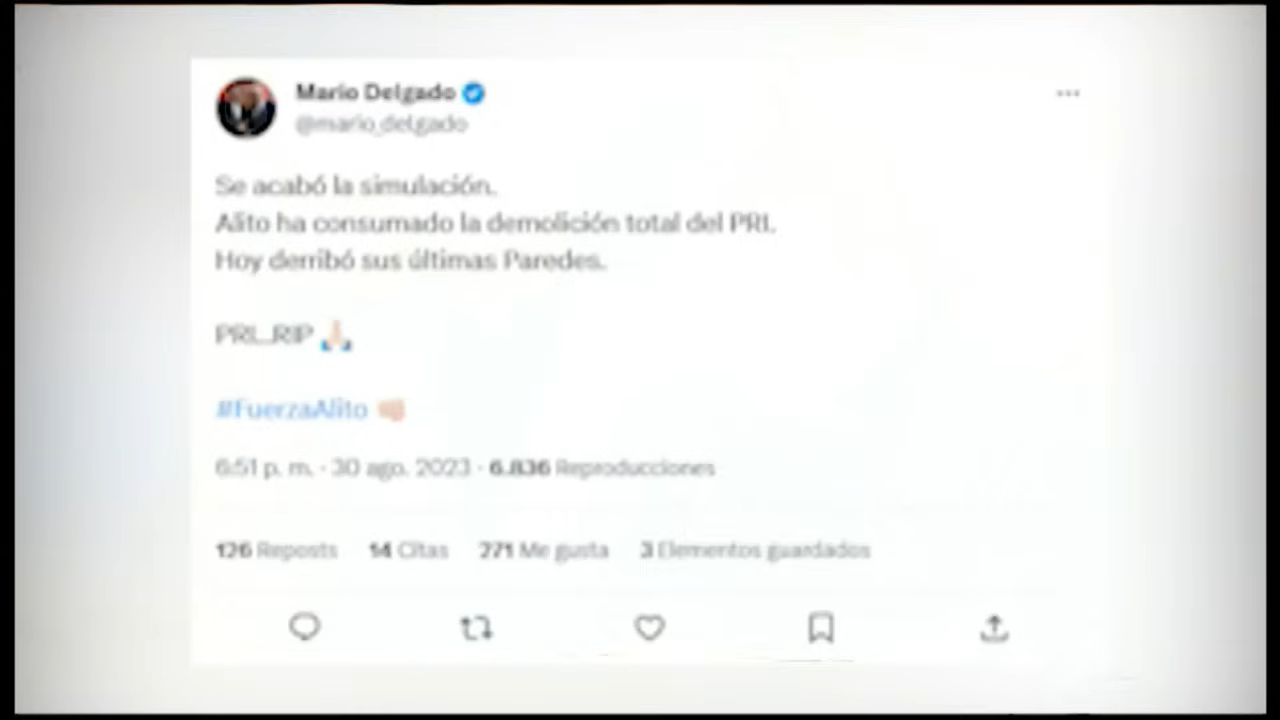 Mario Delgado
@mario_delgado
Se acabó la simulación.
Alito ha consumado la demolición total del PRI.
Hoy derribó sus últimas Paredes.
PRI...RIP 🙏🏻
#FuerzaAlito 👊🏻
6:51 p. m. · 30 ago. 2023 · 6.836 Reproducciones
126 Reposts 14 Citas 271 Me gusta 3 Elementos guardados